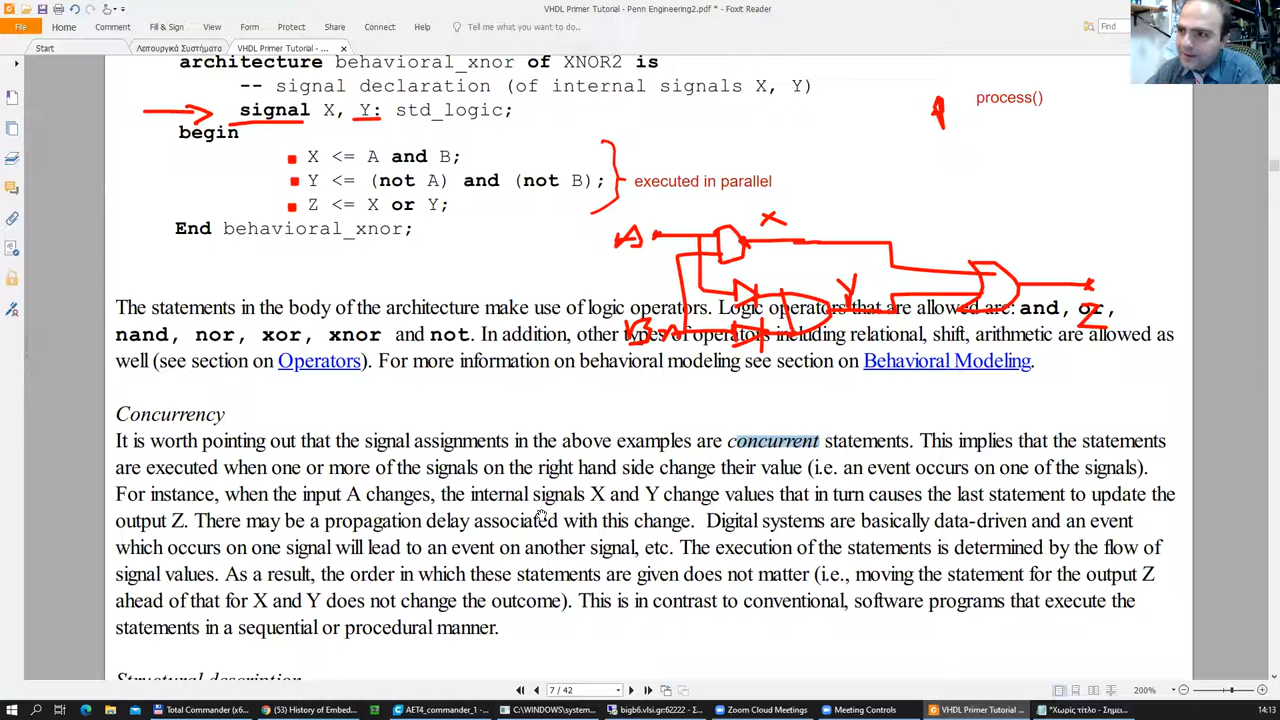 VHDL Primer Tutorial - Penn Engineering2.pdf * - Foxit Reader
File Home Fill & Sign View Form Protect Share Connect Help Tell me what you want to do... Find
Start Λειτουργικά Συστήματα VHDL Primer Tutorial - ...
architecture behavioral_xnor of XNOR2 is
-- signal declaration (of internal signals X, Y)
process()
signal X, Y: std_logic;
begin
X <= A and B;
Y <= (not A) and (not B);
executed in parallel
Z <= X or Y;
End behavioral_xnor;
X
A
Y
B
Z
The statements in the body of the architecture make use of logic operators. Logic operators that are allowed are: and, or,
nand, nor, xor, xnor and not. In addition, other types of operators including relational, shift, arithmetic are allowed as
well (see section on Operators). For more information on behavioral modeling see section on Behavioral Modeling.
Concurrency
It is worth pointing out that the signal assignments in the above examples are concurrent statements. This implies that the statements
are executed when one or more of the signals on the right hand side change their value (i.e. an event occurs on one of the signals).
For instance, when the input A changes, the internal signals X and Y change values that in turn causes the last statement to update the
output Z. There may be a propagation delay associated with this change. Digital systems are basically data-driven and an event
which occurs on one signal will lead to an event on another signal, etc. The execution of the statements is determined by the flow of
signal values. As a result, the order in which these statements are given does not matter (i.e., moving the statement for the output Z
ahead of that for X and Y does not change the outcome). This is in contrast to conventional, software programs that execute the
statements in a sequential or procedural manner.
Structural description
7 / 42 200%
Total Commander (x6... (53) History of Embed... AET4_commander_1 -... C:\WINDOWS\system... bigb6.vlsi.gr:62222 - ... Zoom Cloud Meetings Meeting Controls VHDL Primer Tutorial ... *Χωρίς τίτλο - Σημει... ENG 14:13